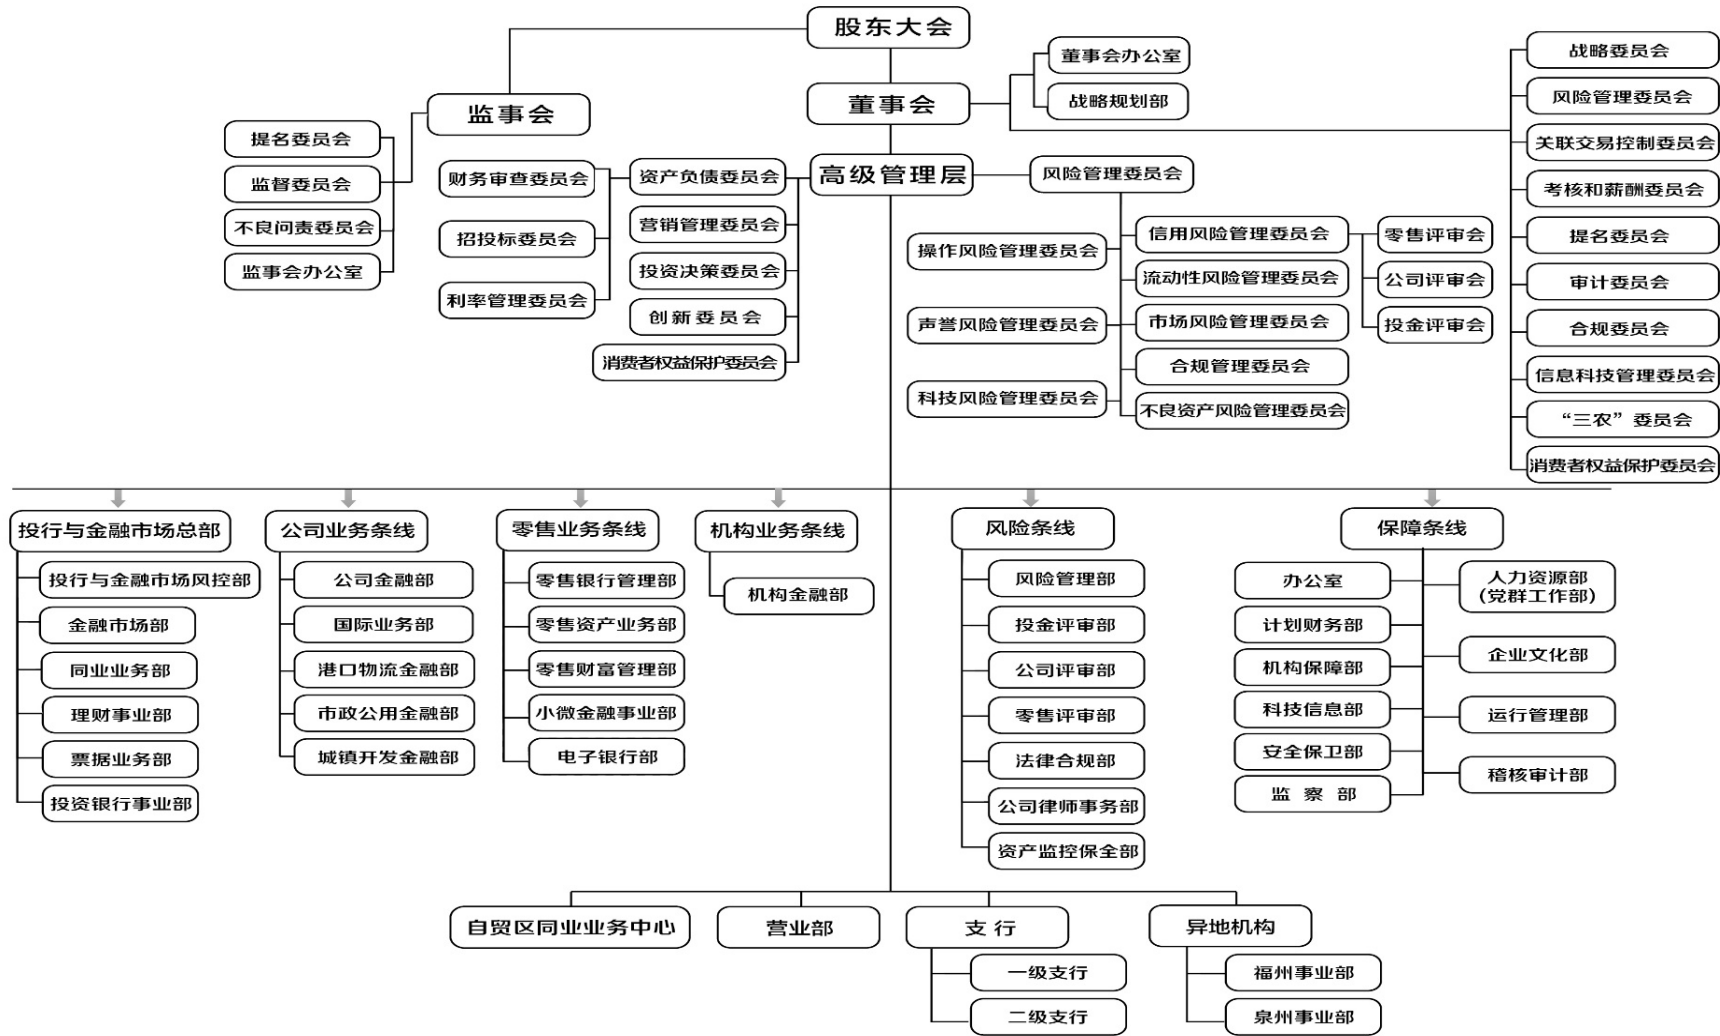 股东大会
监事会
董事会
董事会办公室
战略规划部
战略委员会
风险管理委员会
关联交易控制委员会
考核和薪酬委员会
提名委员会
审计委员会
合规委员会
信息科技管理委员会
“三农”委员会
消费者权益保护委员会
提名委员会
监督委员会
不良问责委员会
监事会办公室
高级管理层
财务审查委员会
招投标委员会
利率管理委员会
资产负债委员会
营销管理委员会
投资决策委员会
创新委员会
消费者权益保护委员会
风险管理委员会
操作风险管理委员会
声誉风险管理委员会
科技风险管理委员会
信用风险管理委员会
流动性风险管理委员会
市场风险管理委员会
合规管理委员会
不良资产风险管理委员会
零售评审会
公司评审会
投金评审会
投行与金融市场总部
投行与金融市场风控部
金融市场部
同业业务部
理财事业部
票据业务部
投资银行事业部
公司业务条线
公司金融部
国际业务部
港口物流金融部
市政公用金融部
城镇开发金融部
零售业务条线
零售银行管理部
零售资产业务部
零售财富管理部
小微金融事业部
电子银行部
机构业务条线
机构金融部
风险条线
风险管理部
投金评审部
公司评审部
零售评审部
法律合规部
公司律师事务部
资产监控保全部
保障条线
办公室
计划财务部
机构保障部
科技信息部
安全保卫部
监 察 部
人力资源部
(党群工作部)
企业文化部
运行管理部
稽核审计部
自贸区同业业务中心
营业部
支 行
一级支行
二级支行
异地机构
福州事业部
泉州事业部